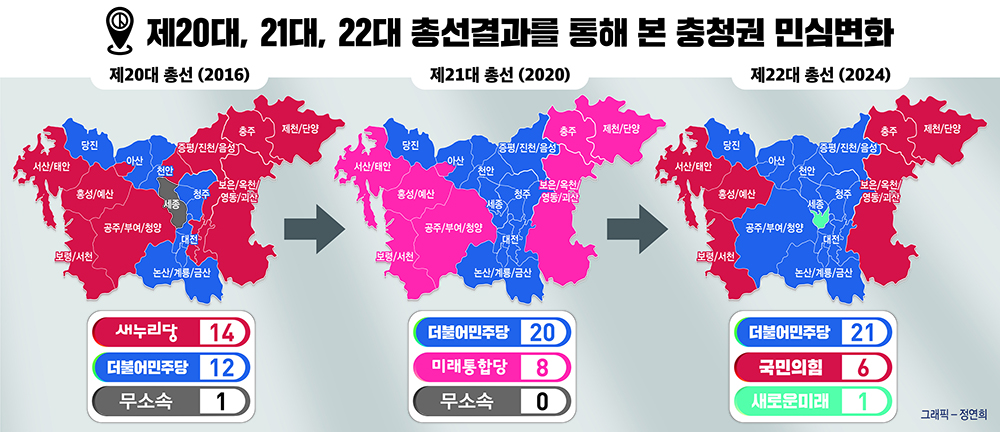 제20대, 21대, 22대 총선결과를 통해 본 충청권 민심변화
제20대 총선 (2016)
당진
아산
천안
서산/태안
홍성/예산
증평/진천/음성
충주
제천/단양
청주
세종
보은/옥천/
영동/괴산
공주/부여/청양
대전
보령/서천
논산/계룡/금산
새누리당 14
더불어민주당 12
무소속 1
제21대 총선 (2020)
당진
아산
천안
서산/태안
홍성/예산
증평/진천/음성
충주
제천/단양
청주
세종
보은/옥천/
영동/괴산
공주/부여/청양
대전
보령/서천
논산/계룡/금산
더불어민주당 20
미래통합당 8
무소속 0
제22대 총선 (2024)
당진
아산
천안
서산/태안
홍성/예산
증평/진천/음성
충주
제천/단양
청주
세종
보은/옥천/
영동/괴산
공주/부여/청양
대전
보령/서천
논산/계룡/금산
더불어민주당 21
국민의힘 6
새로운미래 1
그래픽 – 정연희